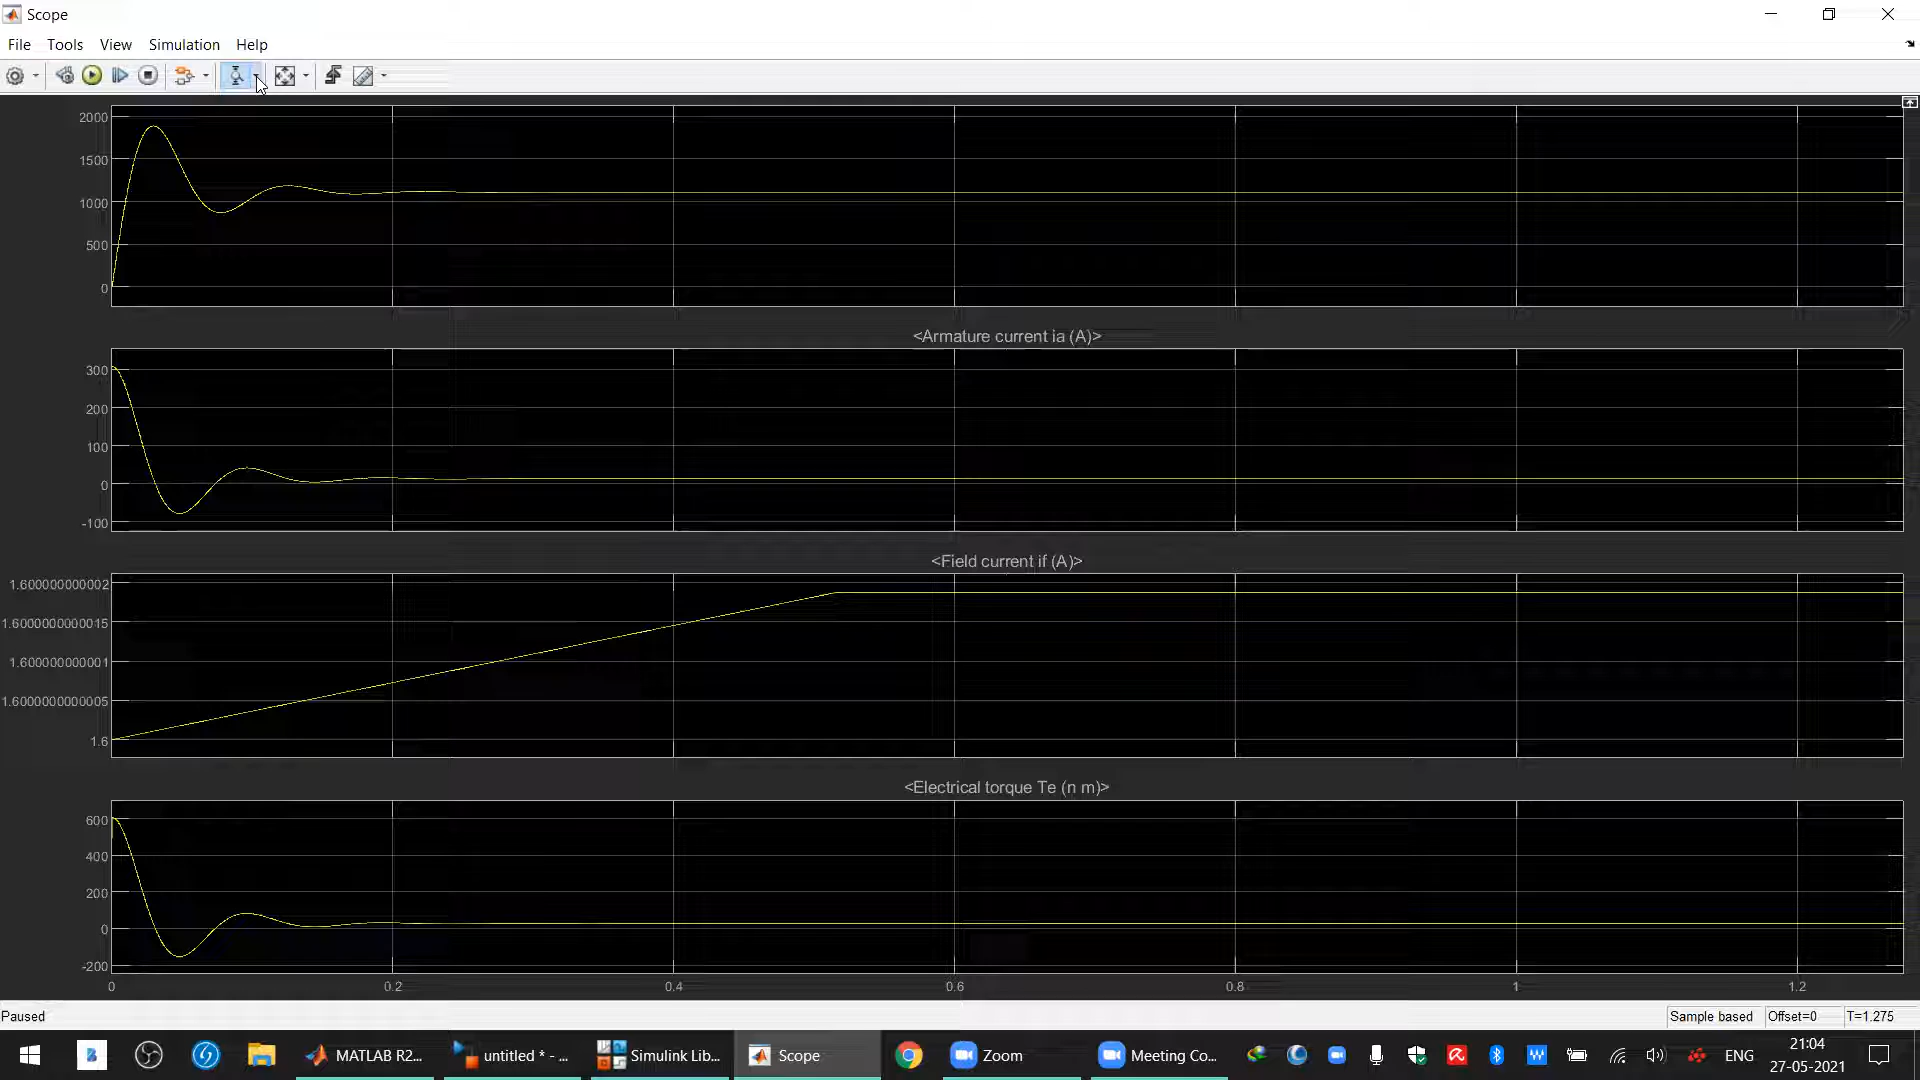 Scope
File Tools View Simulation Help
2000
1500
1000
500
0
<Armature current ia (A)>
300
200
100
0
-100
<Field current if (A)>
1.600000000002
1.6000000000015
1.600000000001
1.6000000000005
1.6
<Electrical torque Te (n m)>
600
400
200
0
-200
0 0.2 0.4 0.6 0.8 1 1.2
Paused Sample based Offset=0 T=1.275
MATLAB R2... untitled * - ... Simulink Lib... Scope Zoom Meeting Co... ENG 21:04
27-05-2021